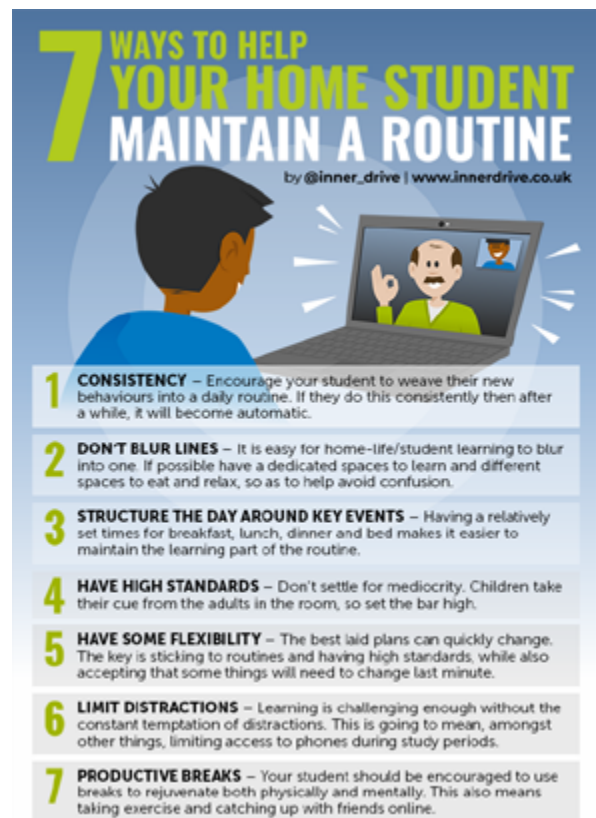 7 WAYS TO HELP
YOUR HOME STUDENT
MAINTAIN A ROUTINE
by @inner_drive | www.innerdrive.co.uk
1 CONSISTENCY – Encourage your student to weave their new
behaviours into a daily routine. If they do this consistently then after
a while, it will become automatic.
2 DON'T BLUR LINES – It is easy for home-life/student learning to blur
into one. If possible have a dedicated spaces to learn and different
spaces to eat and relax, so as to help avoid confusion.
3 STRUCTURE THE DAY AROUND KEY EVENTS – Having a relatively
set times for breakfast, lunch, dinner and bed makes it easier to
maintain the learning part of the routine.
4 HAVE HIGH STANDARDS – Don't settle for mediocrity. Children take
their cue from the adults in the room, so set the bar high.
5 HAVE SOME FLEXIBILITY – The best laid plans can quickly change.
The key is sticking to routines and having high standards, while also
accepting that some things will need to change last minute.
6 LIMIT DISTRACTIONS – Learning is challenging enough without the
constant temptation of distractions. This is going to mean, amongst
other things, limiting access to phones during study periods.
7 PRODUCTIVE BREAKS – Your student should be encouraged to use
breaks to rejuvenate both physically and mentally. This also means
taking exercise and catching up with friends online.